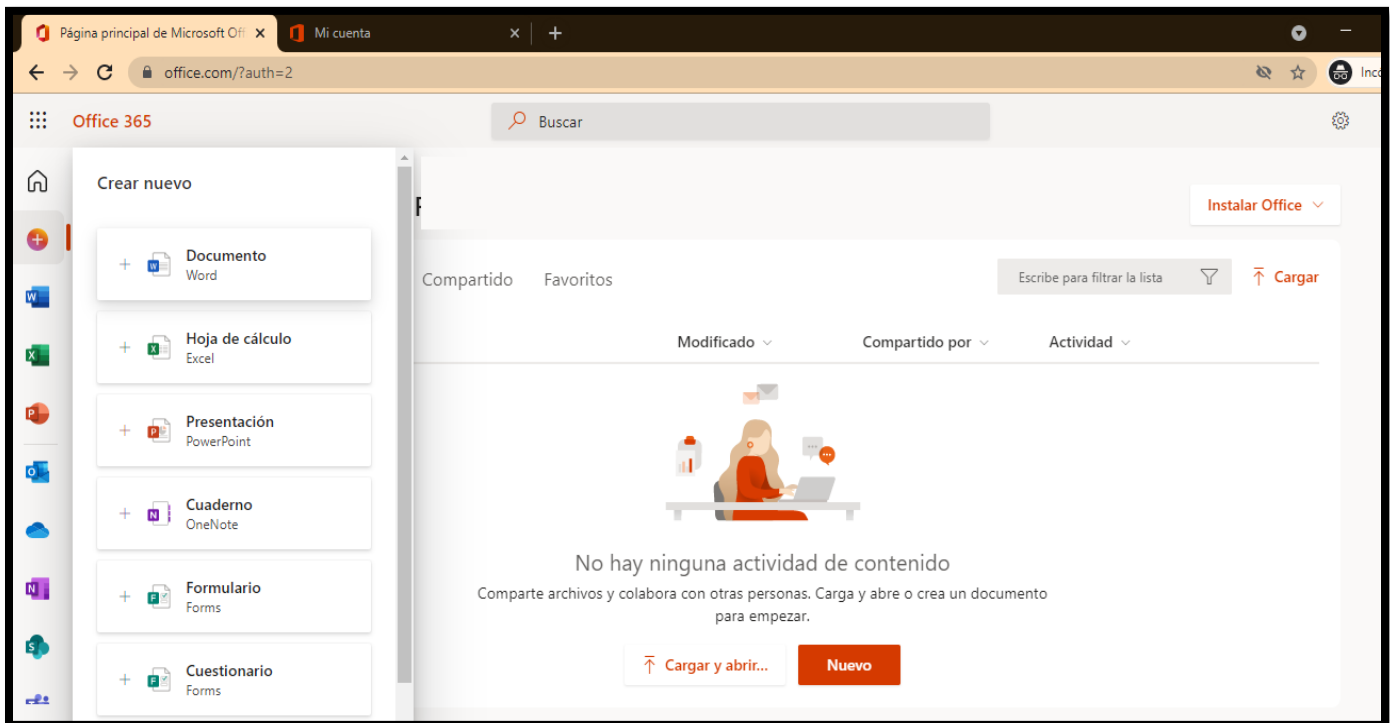 Página principal de Microsoft Off
Mi cuenta
office.com/?auth=2
Incó
Office 365
Buscar
Crear nuevo
Instalar Office
Documento
Word
Compartido
Favoritos
Escribe para filtrar la lista
Cargar
Hoja de cálculo
Excel
Modificado
Compartido por
Actividad
Presentación
PowerPoint
Cuaderno
OneNote
No hay ninguna actividad de contenido
Comparte archivos y colabora con otras personas. Carga y abre o crea un documento
para empezar.
Formulario
Forms
Cargar y abrir...
Nuevo
Cuestionario
Forms